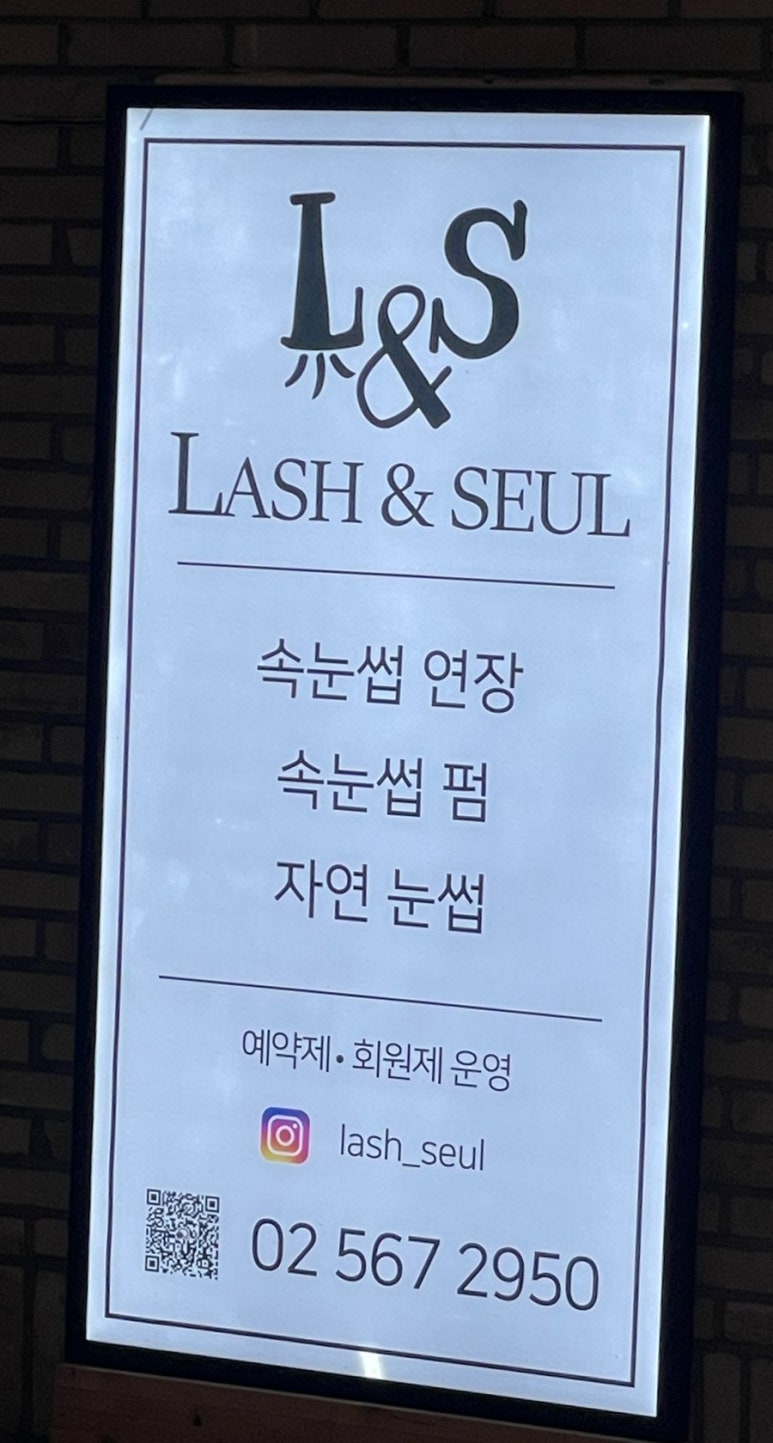 L&S
LASH & SEUL
속눈썹 연장
속눈썹 펌
자연 눈썹
예약제•회원제 운영
lash_seul
02 567 2950